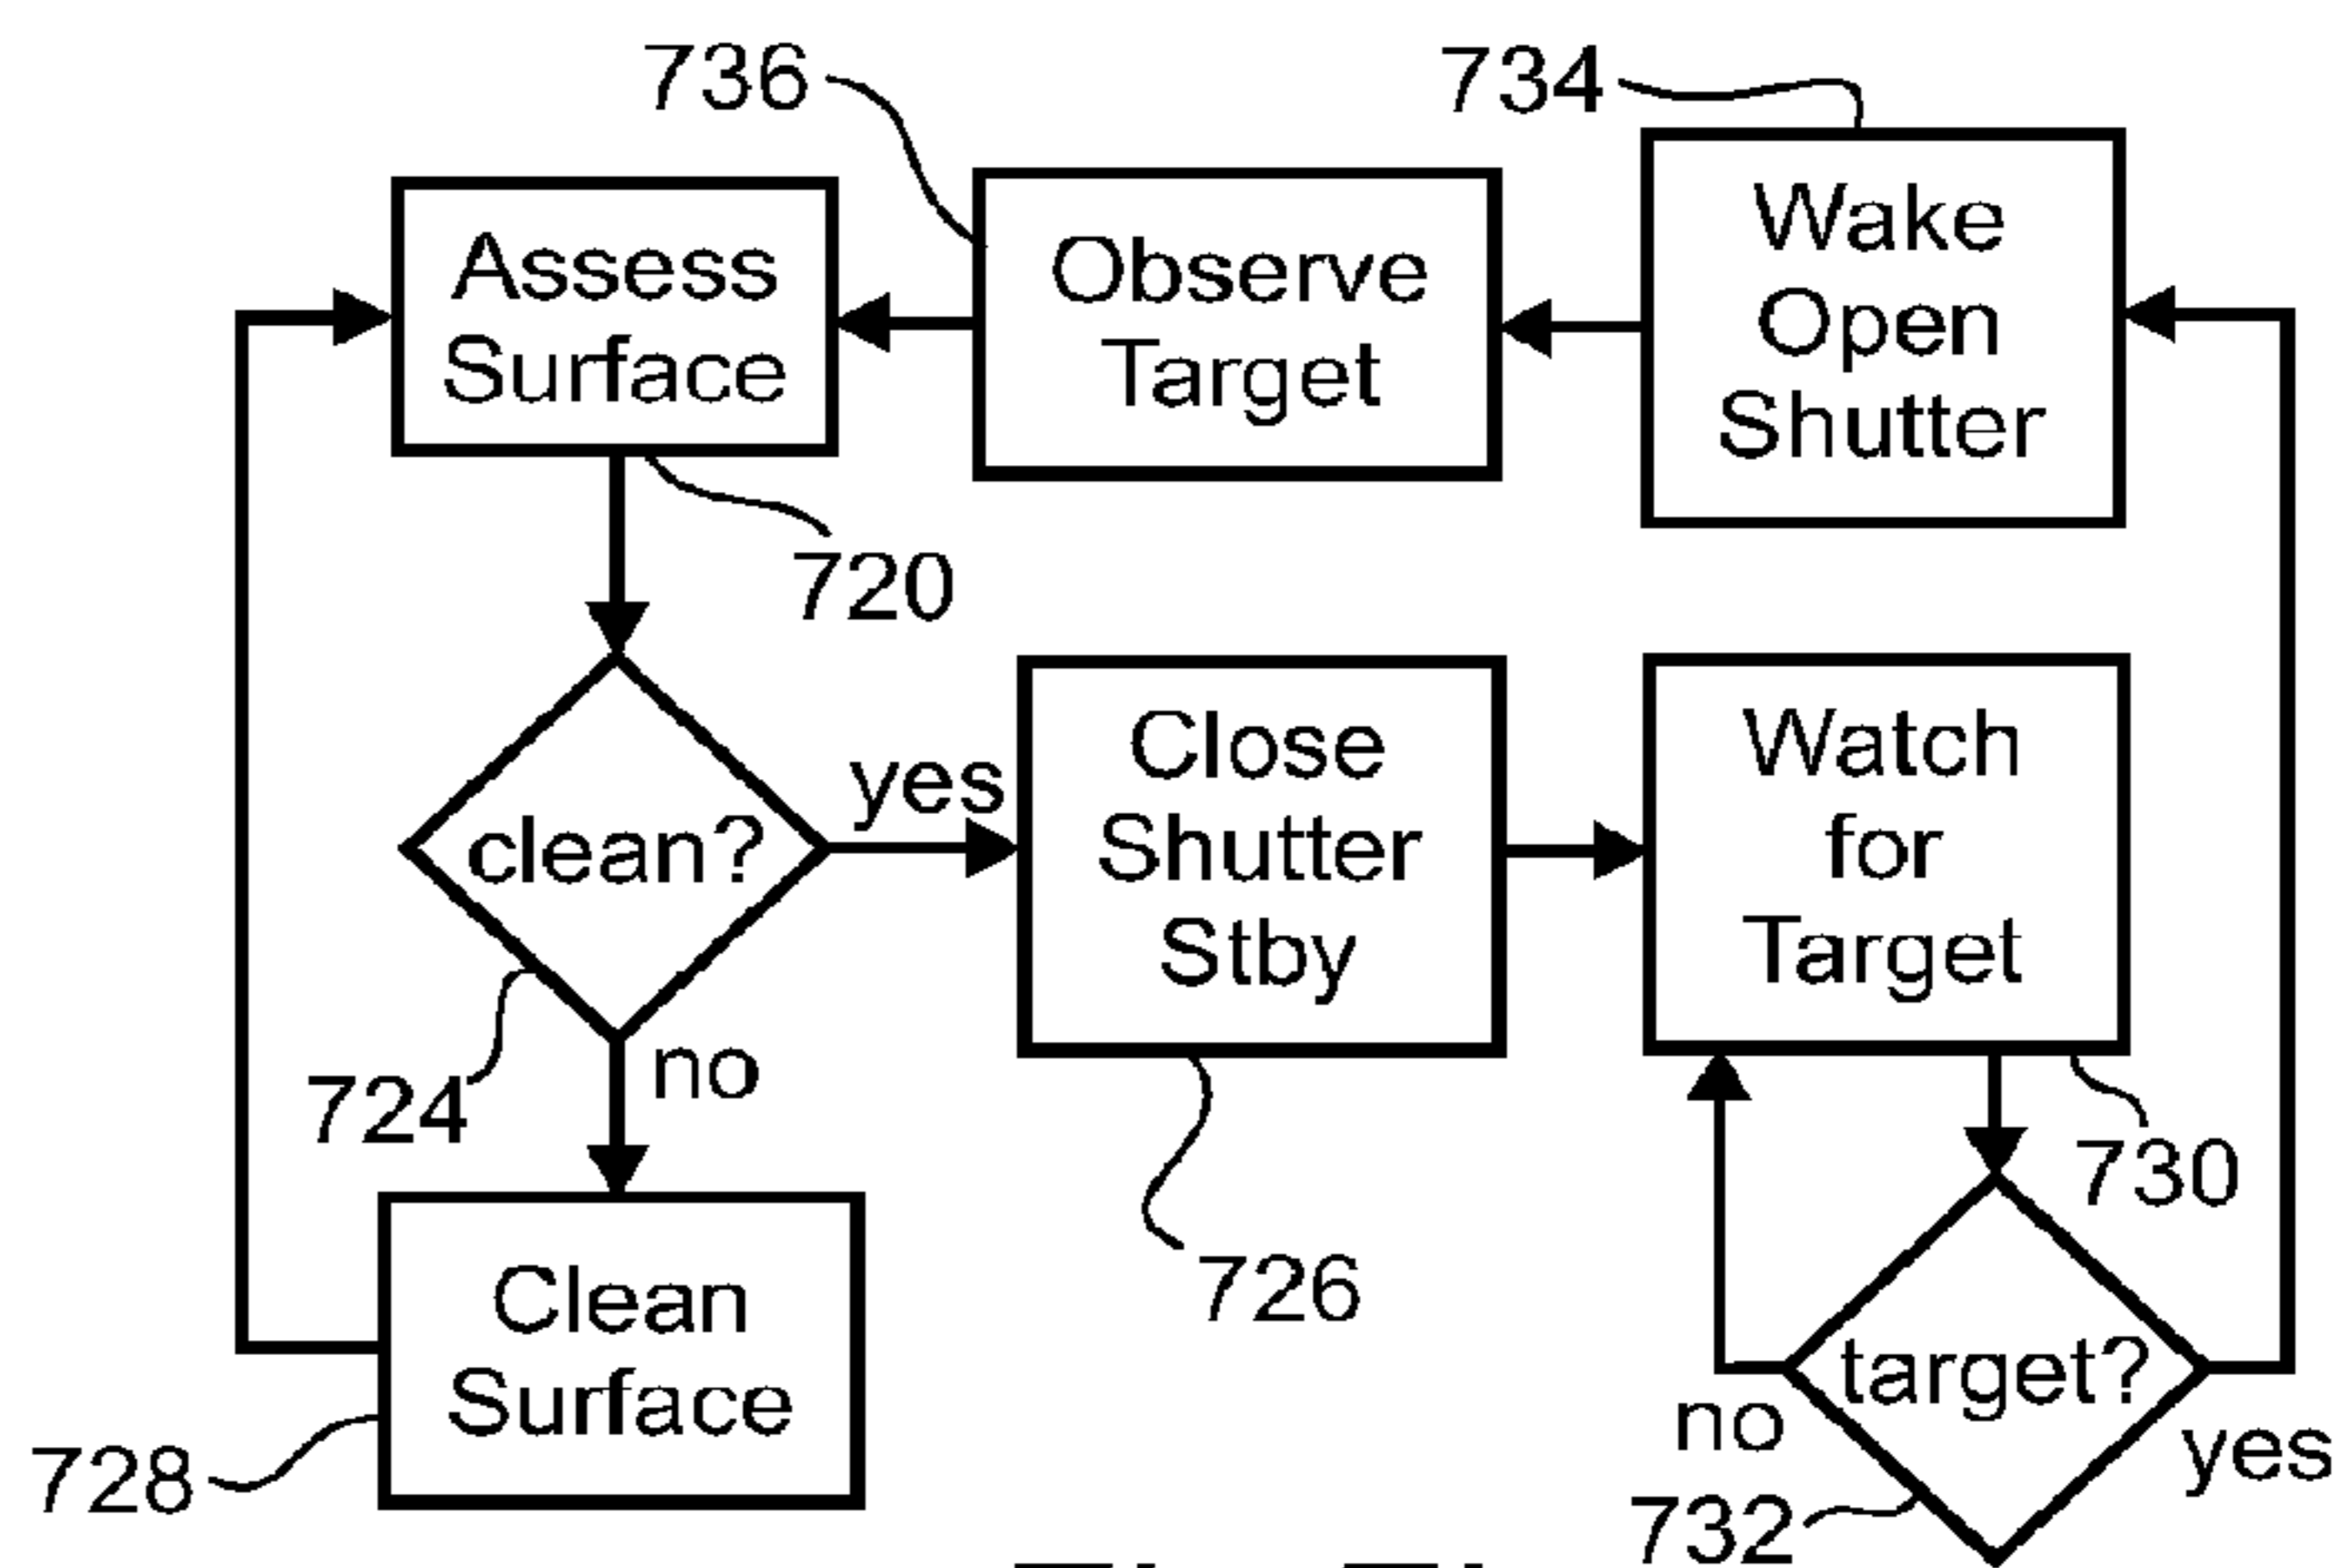 736
734
Assess
Surface
Observe
Target
Wake
Open
Shutter
720
clean?
yes
Close
Shutter
Stby
Watch
for
Target
724
no
730
Clean
Surface
726
target?
no
yes
728
732